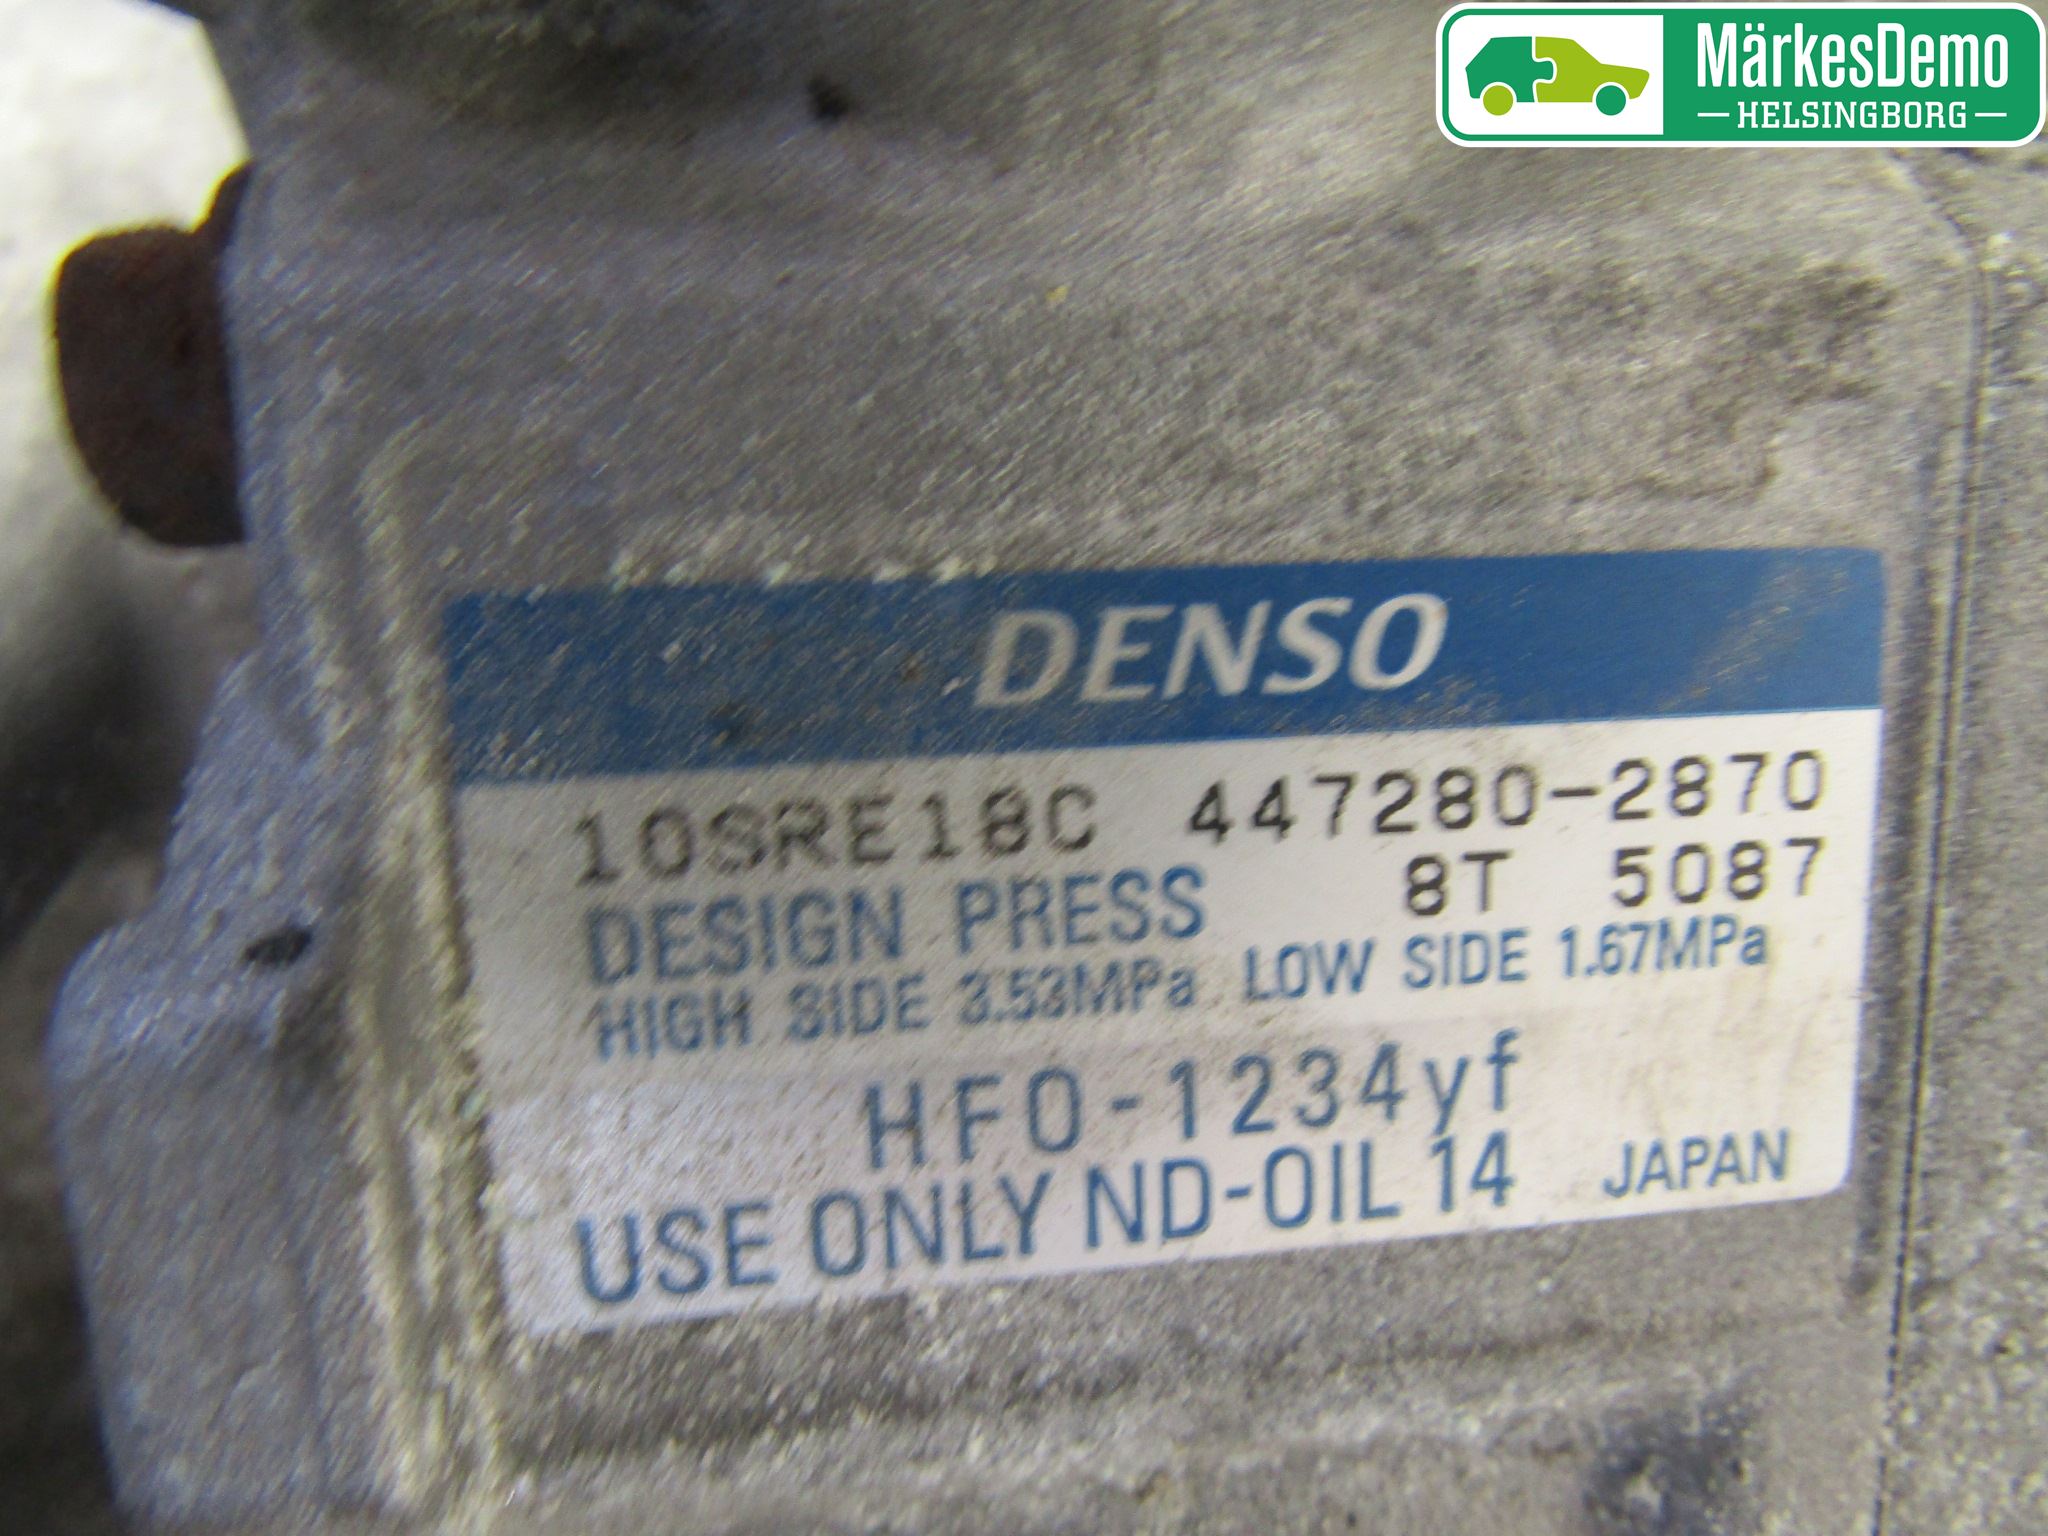 MärkesDemo
HELSINGBORG
DENSO
10SRE18C 447280-2870
DESIGN PRESS 8T 5087
HIGH SIDE 3.53MPa LOW SIDE 1.67MPa
HFO-1234yf
USE ONLY ND-OIL 14 JAPAN